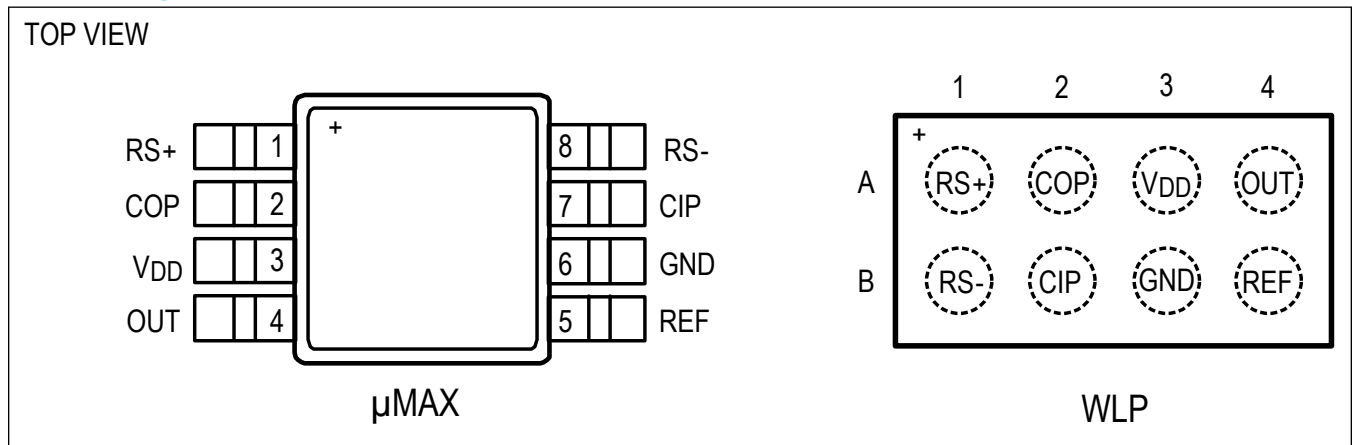 TOP VIEW
1 2 3 4
+
RS+ 1 8 RS-
COP 2 7 CIP
VDD 3 6 GND
OUT 4 5 REF
µMAX
+
A RS+ COP VDD OUT
B RS- CIP GND REF
WLP